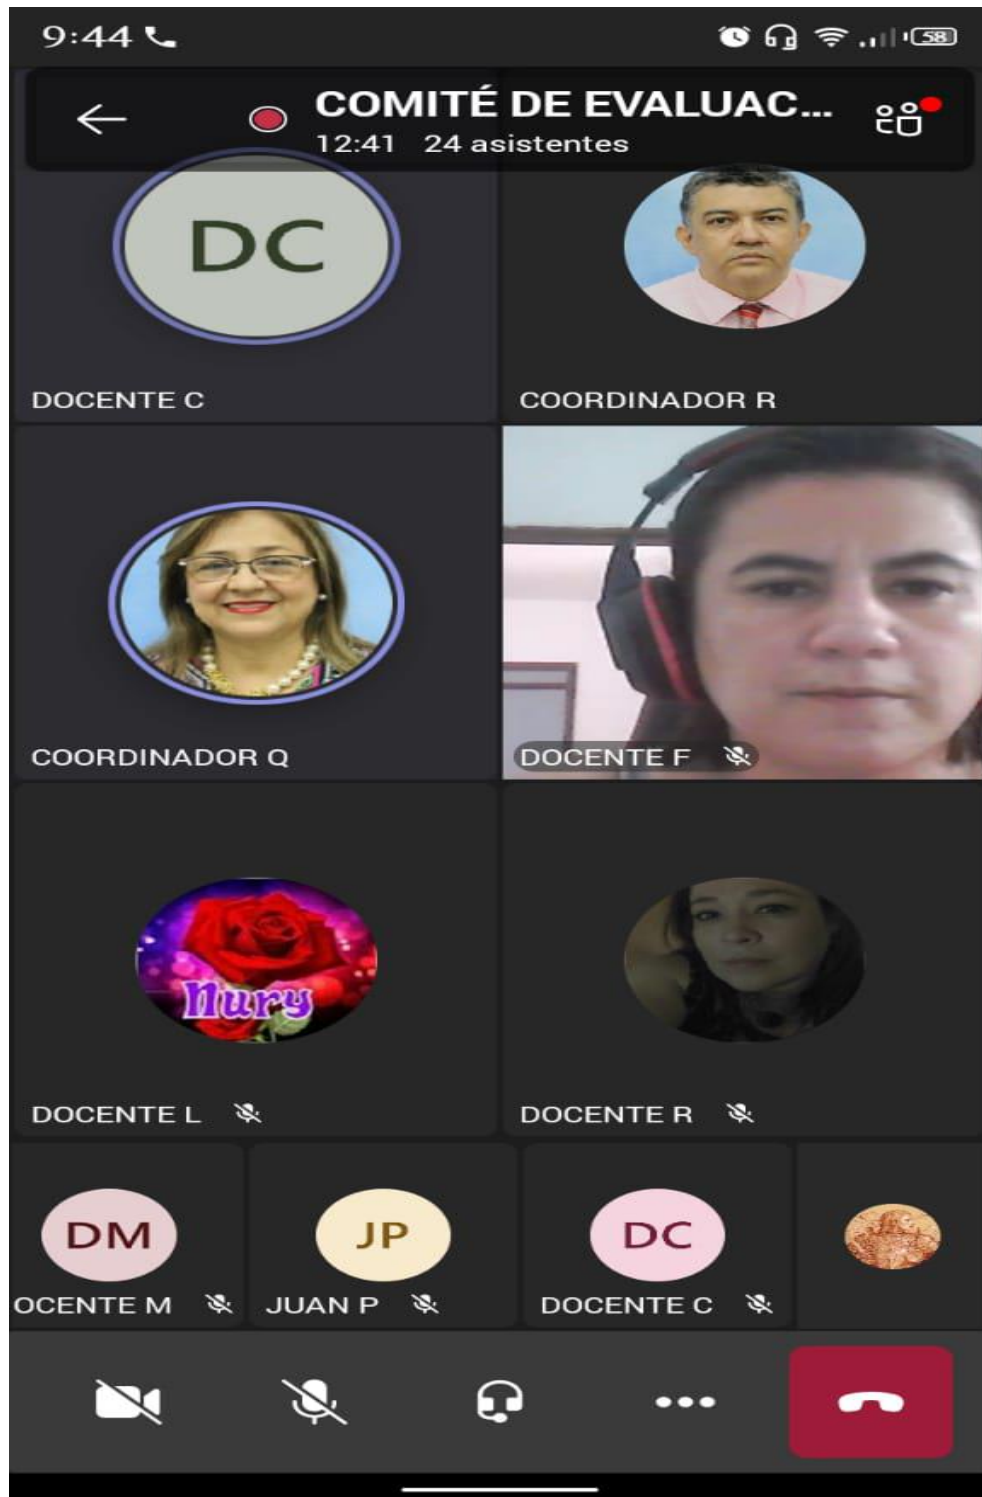 9:44
58
COMITÉ DE EVALUAC...
12:41 24 asistentes
DC
DOCENTE C
COORDINADOR R
COORDINADOR Q
DOCENTE F
Nury
DOCENTE L
DOCENTE R
DM
JP
DC
OCENTE M
JUAN P
DOCENTE C